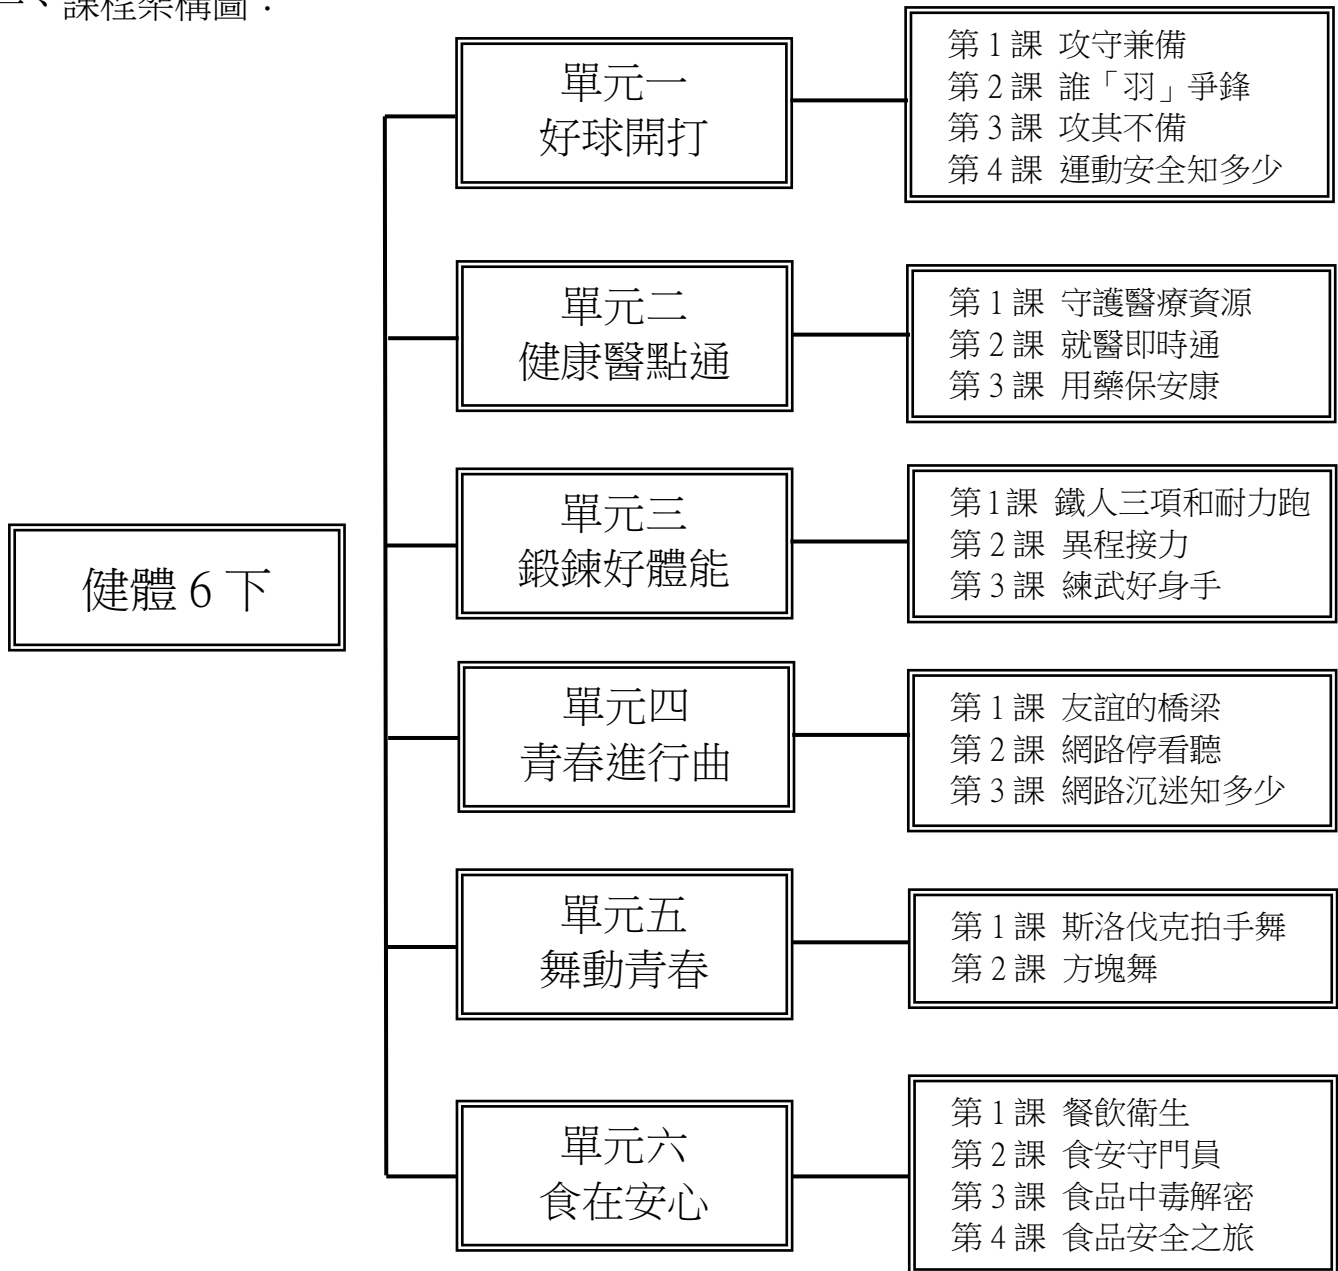 、課程架構圖：
健體 6 下
單元一
好球開打
第 1 課 攻守兼備
第 2 課 誰「羽」爭鋒
第 3 課 攻其不備
第 4 課 運動安全知多少
單元二
健康醫點通
第 1 課 守護醫療資源
第 2 課 就醫即時通
第 3 課 用藥保安康
單元三
鍛鍊好體能
第1課 鐵人三項和耐力跑
第 2 課 異程接力
第 3 課 練武好身手
單元四
青春進行曲
第 1 課 友誼的橋梁
第 2 課 網路停看聽
第 3 課 網路沉迷知多少
單元五
舞動青春
第 1 課 斯洛伐克拍手舞
第 2 課 方塊舞
單元六
食在安心
第 1 課 餐飲衛生
第 2 課 食安守門員
第 3 課 食品中毒解密
第 4 課 食品安全之旅